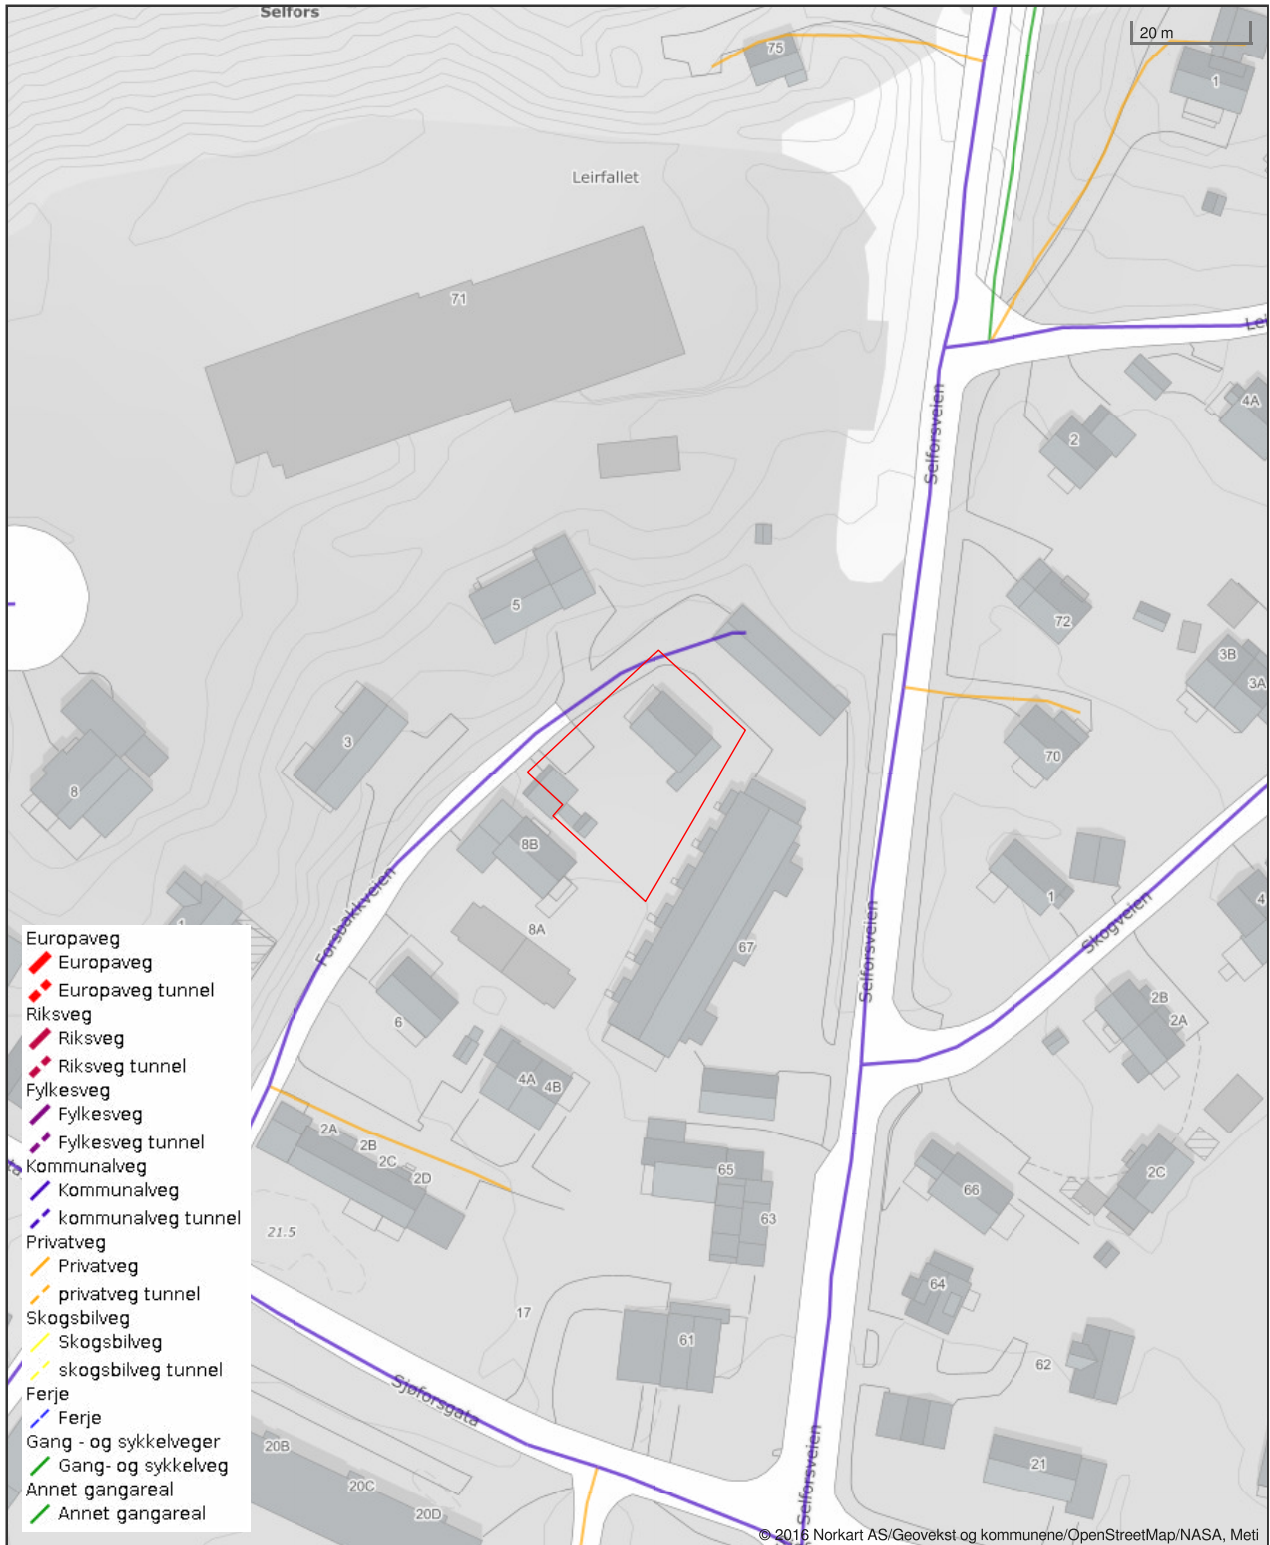 Selfors
20 m
75
1
Leirfallet
71
Lei
4A
2
Selforsveien
5
72
3B
3A
3
70
8
8B
1
1
4
8A
Forsbakkveien
67
Selforsveien
Skogveien
2B
2A
6
4A
4B
2A
2B
2C
2D
65
2C
66
63
21.5
64
17
61
62
Sjøforsgata
20B
20C
20D
21
Selforsveien
Europaveg
Europaveg
Europaveg tunnel
Riksveg
Riksveg
Riksveg tunnel
Fylkesveg
Fylkesveg
Fylkesveg tunnel
Kommunalveg
Kommunalveg
kommunalveg tunnel
Privatveg
Privatveg
privatveg tunnel
Skogsbilveg
Skogsbilveg
skogsbilveg tunnel
Ferje
Ferje
Gang - og sykkelveger
Gang- og sykkelveg
Annet gangareal
Annet gangareal
© 2016 Norkart AS/Geovekst og kommunene/OpenStreetMap/NASA, Meti